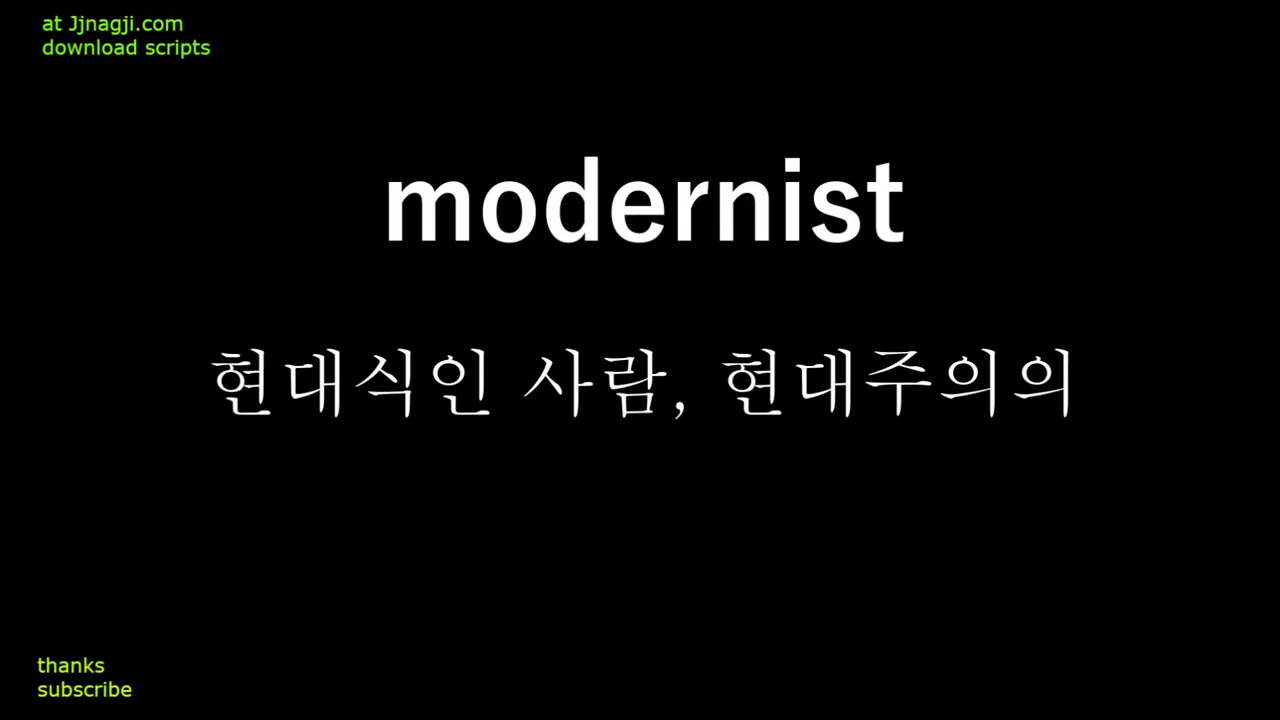 at Jjnagji.com
download scripts
modernist
현대식인 사람, 현대주의의
thanks
subscribe